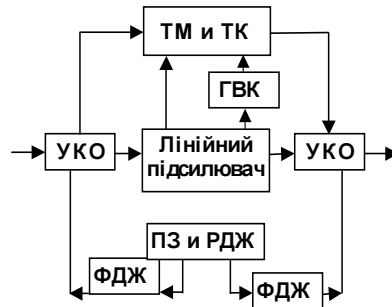 ТМ и ТК
ГВК
УКО
Лінійний
підсилювач
УКО
ПЗ и РДЖ
ФДЖ
ФДЖ